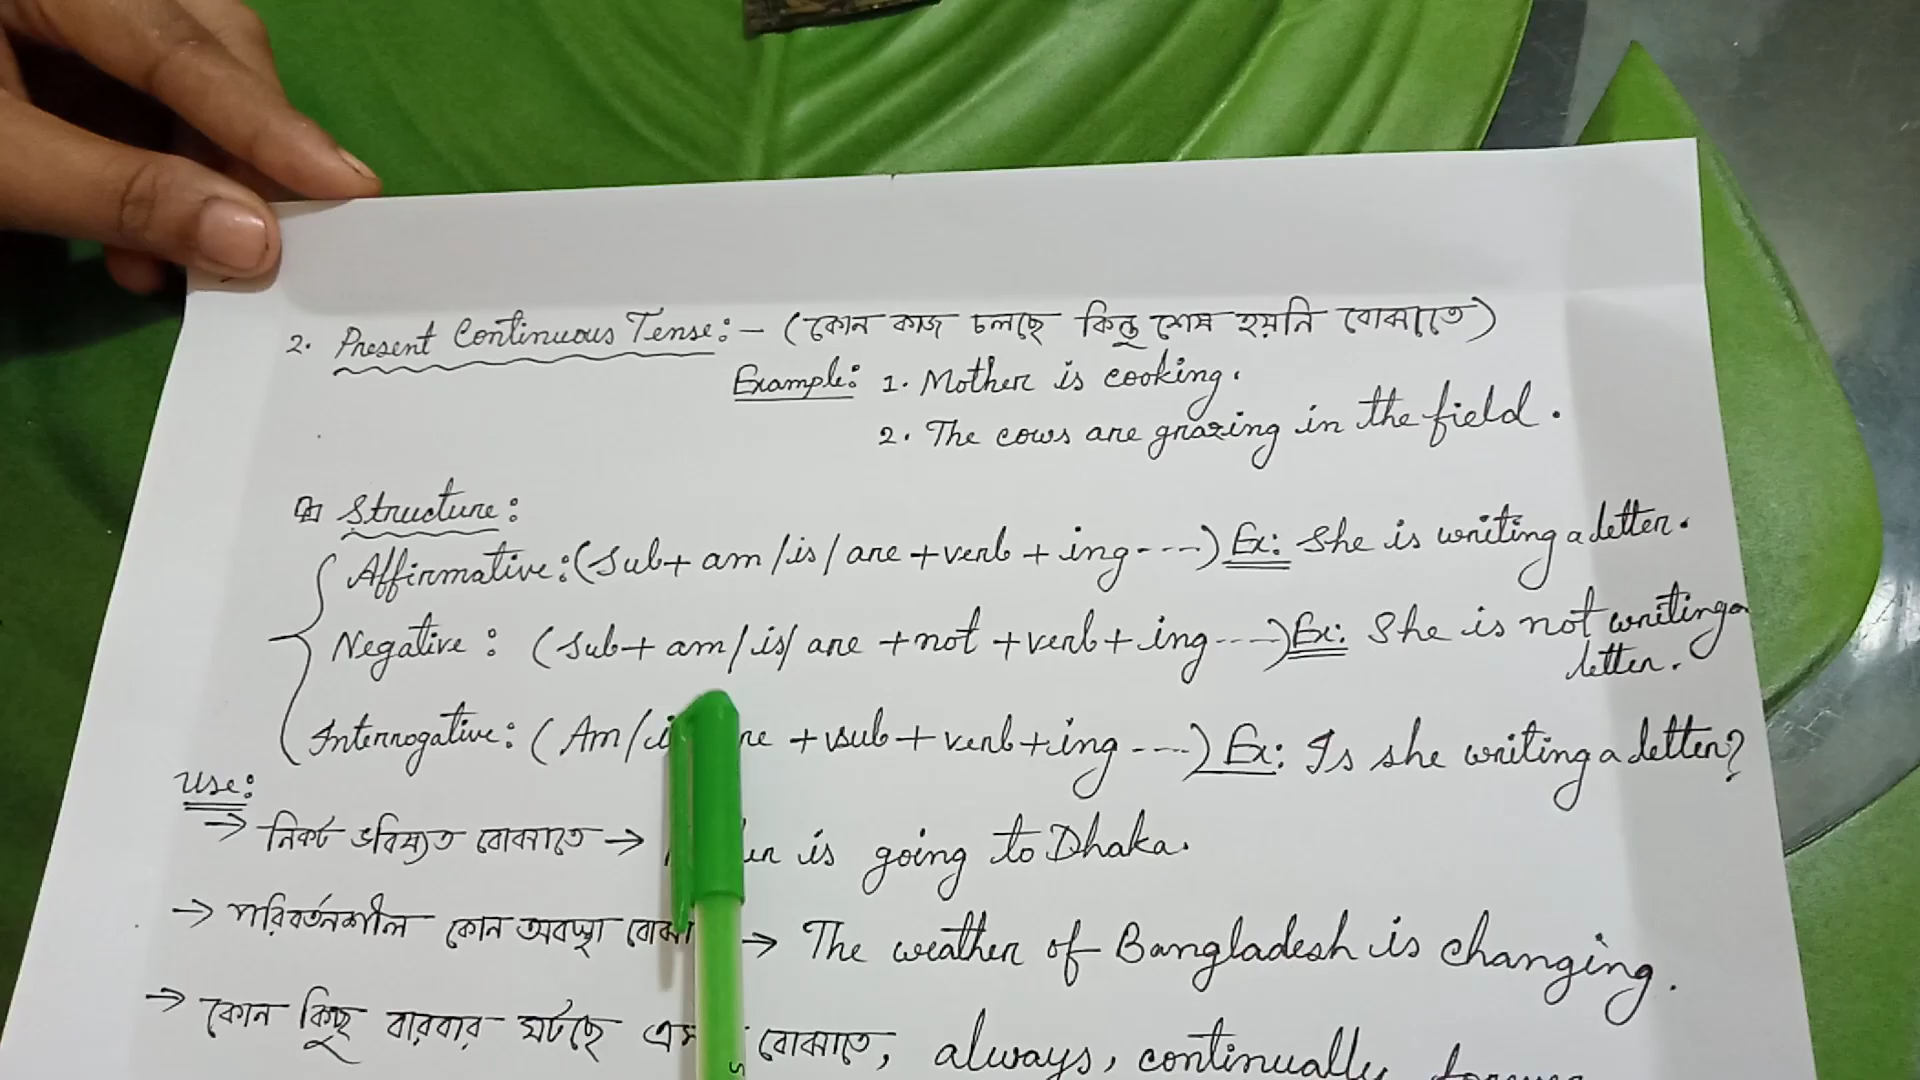 2. Present Continuous Tense:- (কোন কাজ চলছে কিন্তু শেষ হয়নি বোঝাতে)
Example: 1. Mother is cooking.
2. The cows are grazing in the field.
Structure:
Affirmative: (Sub + am/is/are + verb + ing----) Ex: She is writing a letter.
Negative: (Sub + am/is/are + not + verb + ing----) Ex: She is not writing a
letter.
Interrogative: (Am/is + sub + verb + ing----) Ex: Is she writing a letter?
Use:
→ নিকট ভবিষ্যত বোঝাতে → is going to Dhaka.
→ পরিবর্তনশীল কোন অবস্থা → The weather of Bangladesh is changing.
→ কোন কিছু বারবার ঘটছে বোঝাতে, always, continually